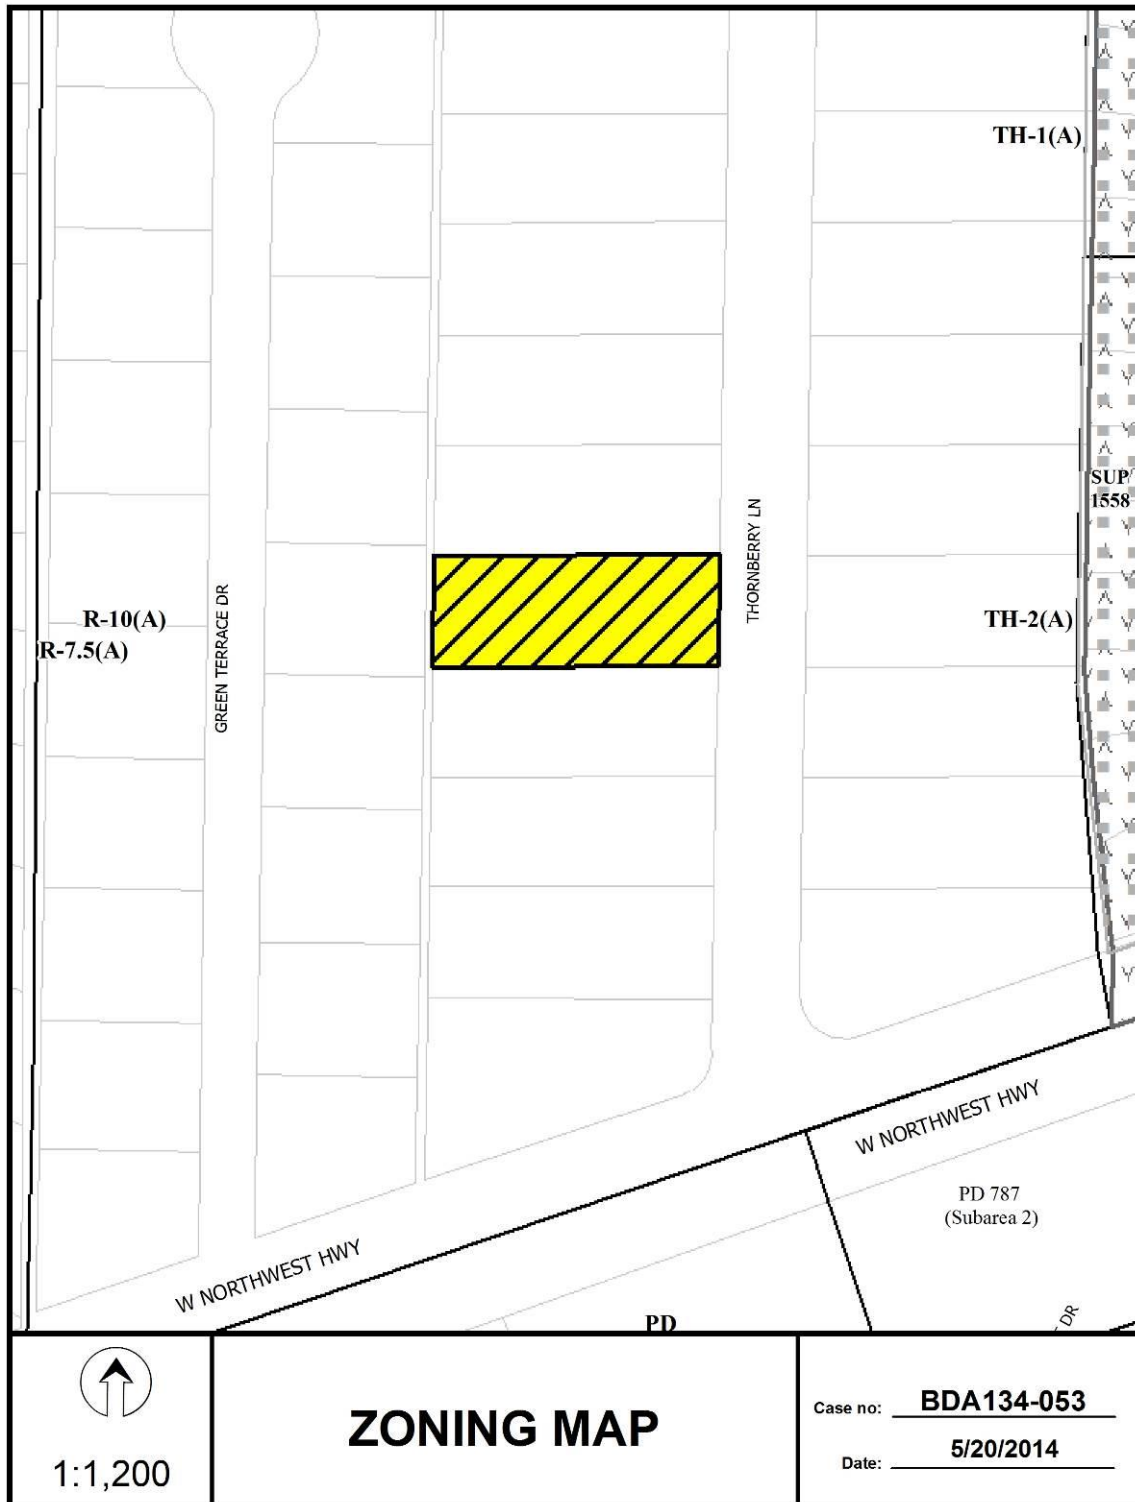 TH-1(A)
SUP
1558
THORNBERRY LN
GREEN TERRACE DR
R-10(A)
R-7.5(A)
TH-2(A)
W NORTHWEST HWY
PD 787
(Subarea 2)
W NORTHWEST HWY
DR
PD
1:1,200
ZONING MAP
Case no: BDA134-053
Date: 5/20/2014